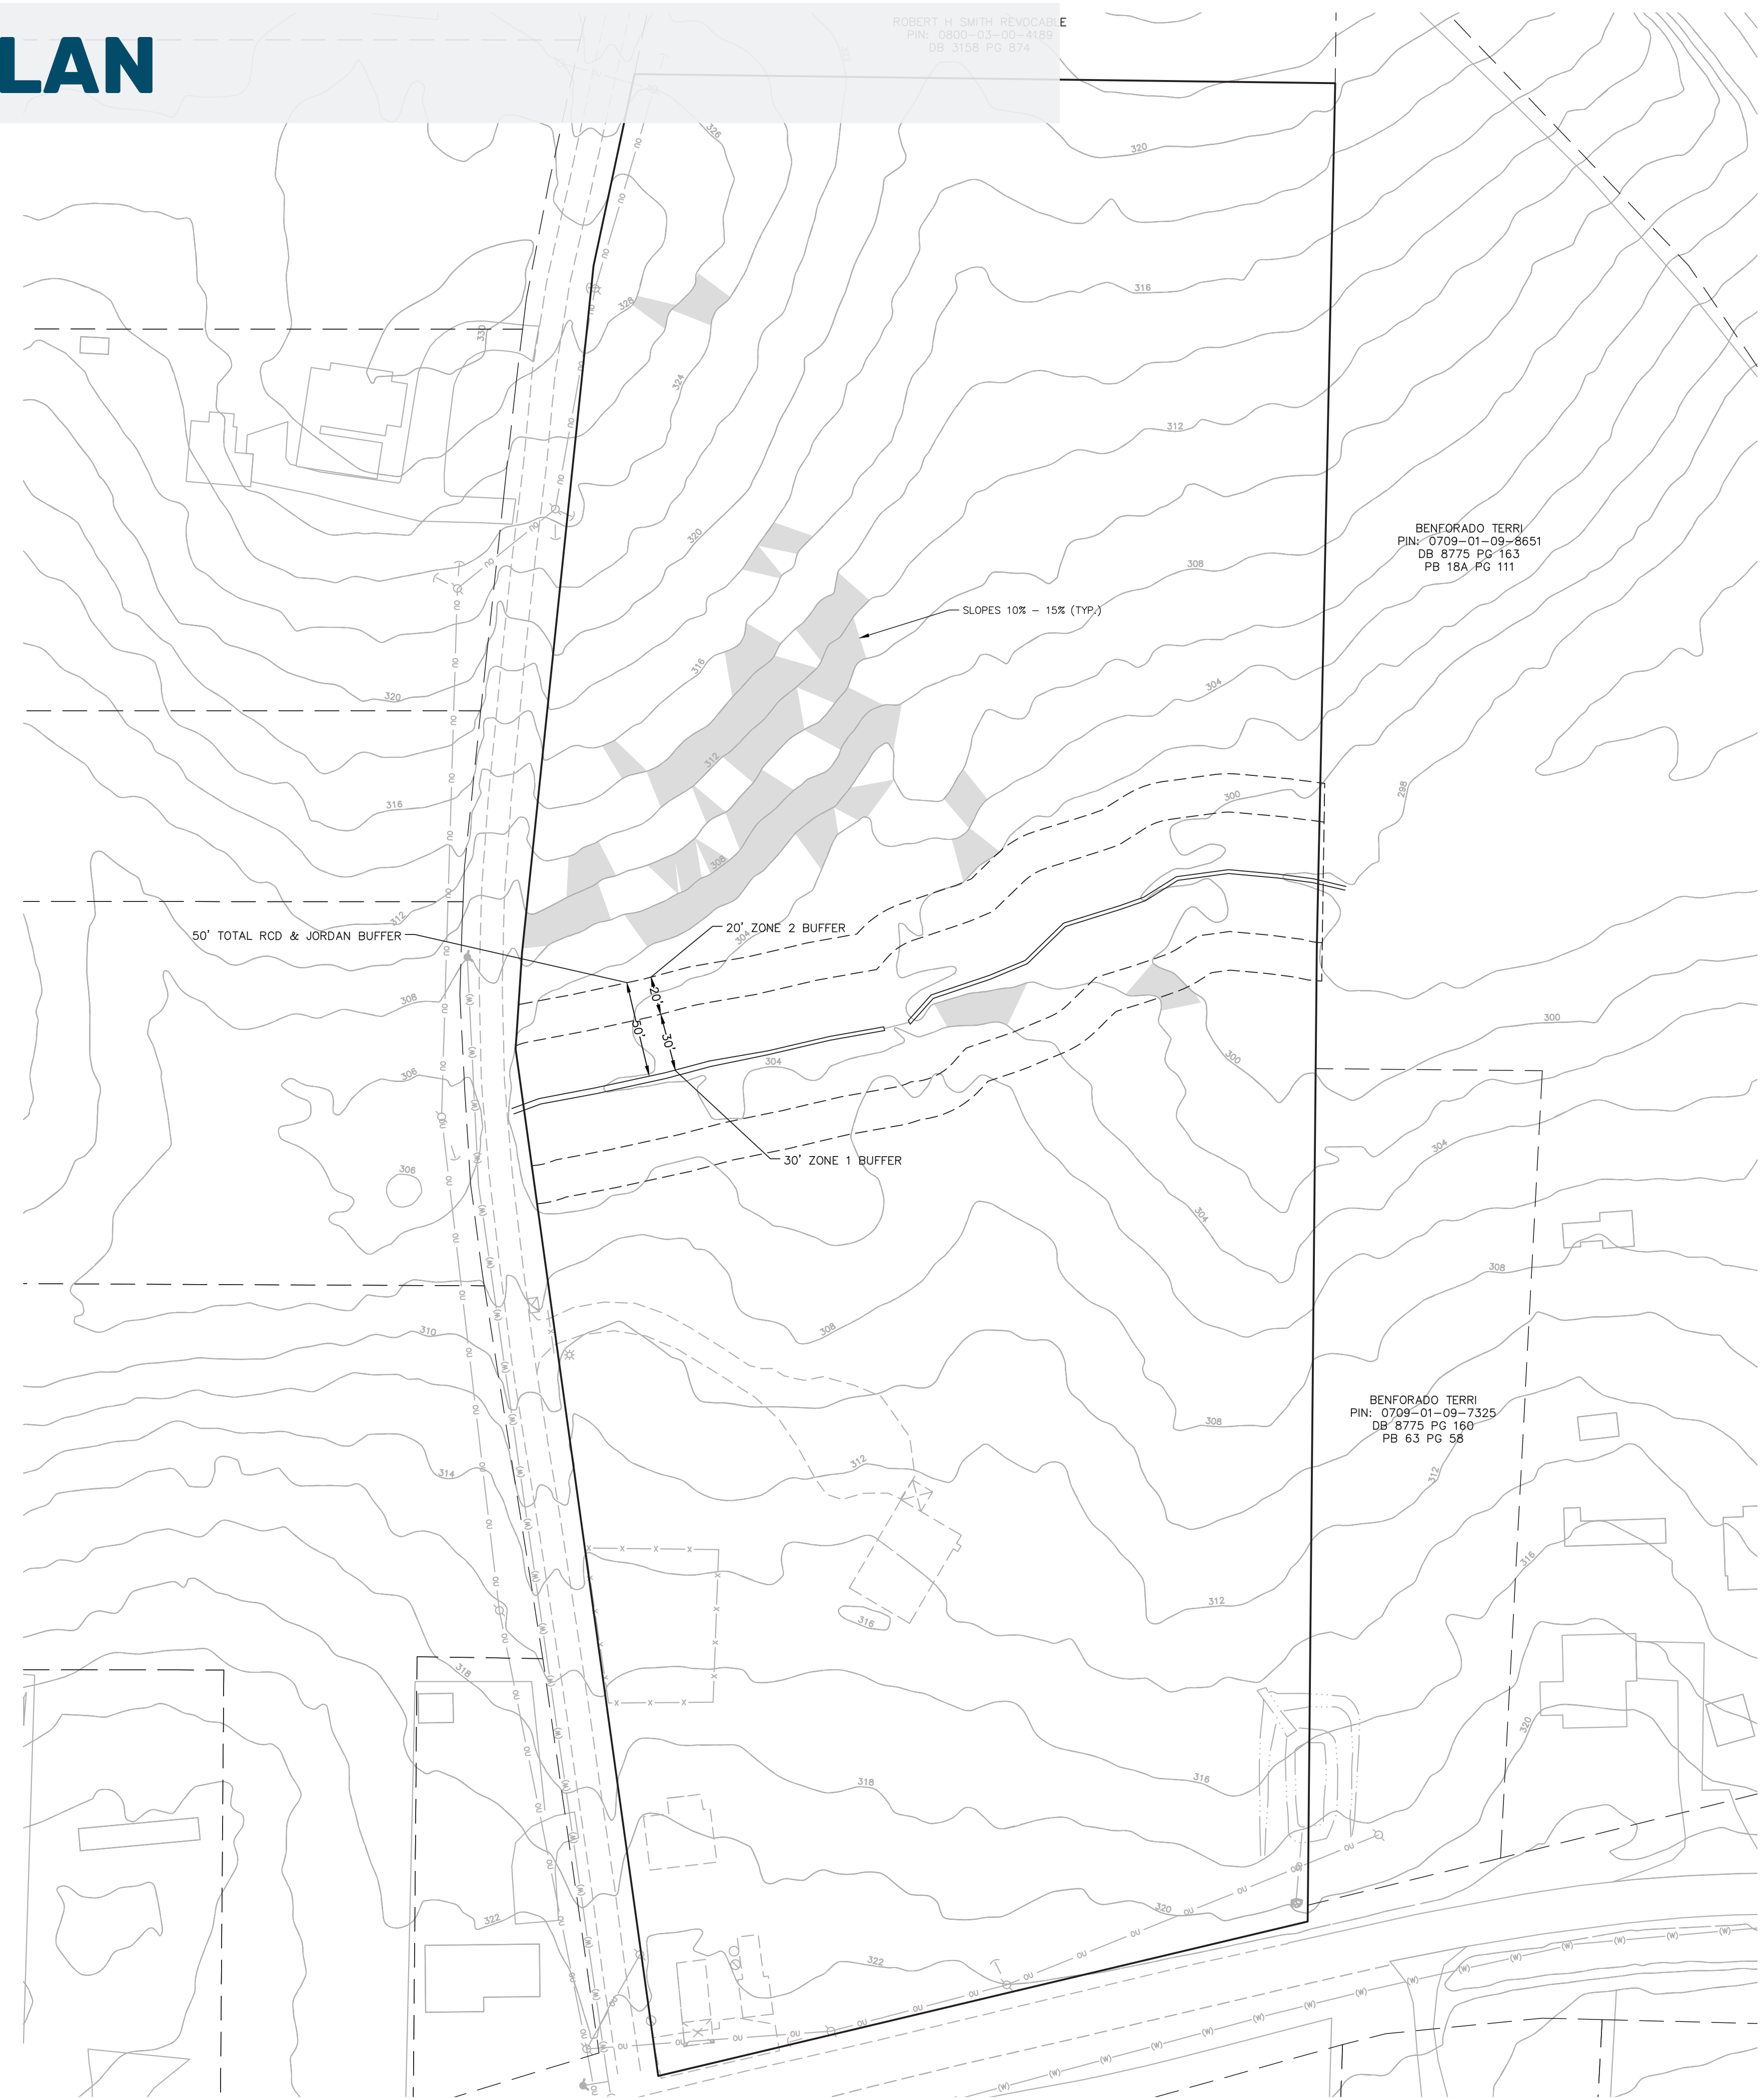 LAN
ROBERT H SMITH REVOCABLE
PIN: 0800-03-00-4189
DB 3158 PG 874
328
320
316
328
330
324
312
320
BENFORADO TERRI
PIN: 0709-01-09-8651
DB 8775 PG 163
PB 18A PG 111
308
SLOPES 10% - 15% (TYP.)
316
304
320
312
298
300
316
308
312
20' ZONE 2 BUFFER
50' TOTAL RCD & JORDAN BUFFER
304
20'
308
300
50'
30'
300
304
306
304
30' ZONE 1 BUFFER
306
304
308
308
310
BENFORADO TERRI
PIN: 0709-01-09-7325
DB 8775 PG 160
PB 63 PG 58
308
312
314
312
316
312
316
318
320
316
318
320
322
322